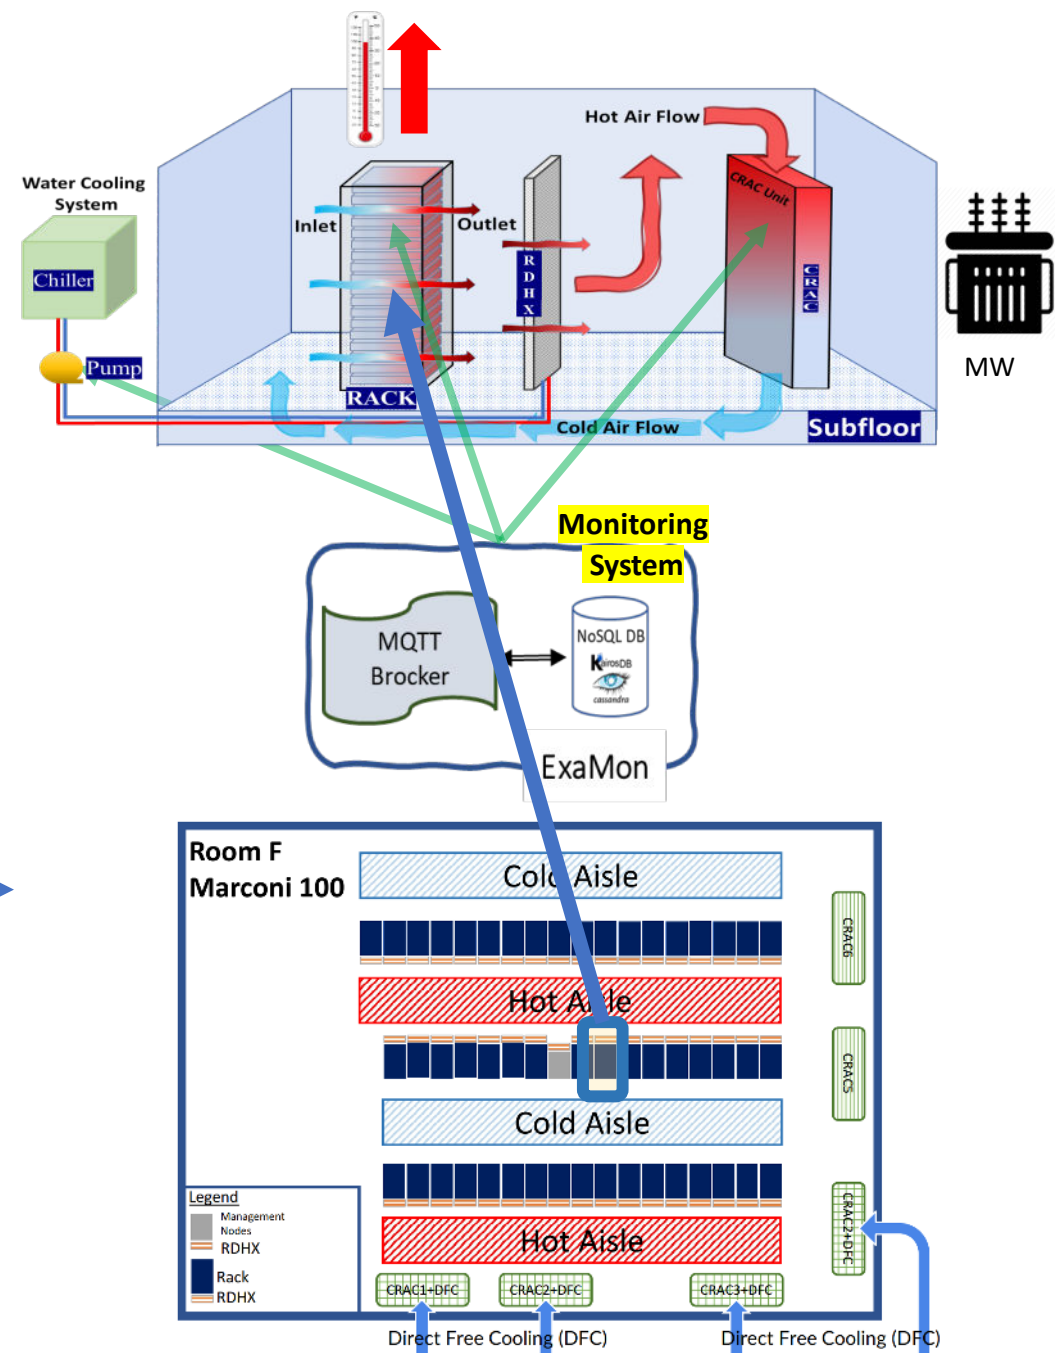 F C
Hot Air Flow
Water Cooling
System
CRAC Unit
Inlet
Outlet
RDHX
CRAC
Chiller
Pump
MW
RACK
Cold Air Flow
Subfloor
Monitoring
System
MQTT
Brocker
NoSQL DB
KairosDB
cassandra
ExaMon
Room F
Marconi 100
Cold Aisle
CRAC6
Hot Aisle
CRAC5
Cold Aisle
CRAC2+DFC
Legend
Management
Nodes
RDHX
Rack
RDHX
Hot Aisle
CRAC1+DFC
CRAC2+DFC
CRAC3+DFC
Direct Free Cooling (DFC)
Direct Free Cooling (DFC)